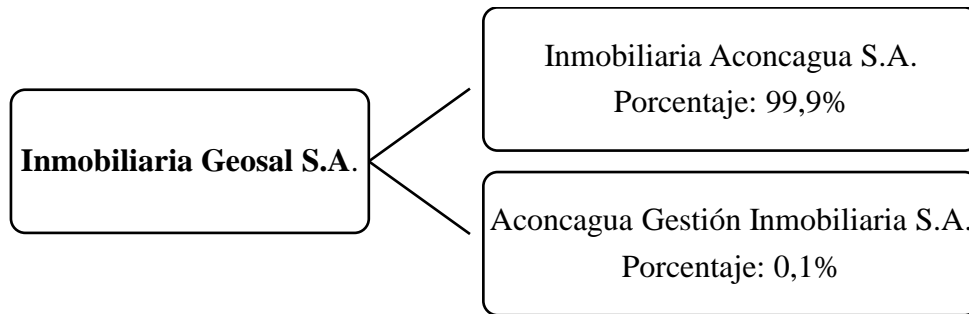 Inmobiliaria Geosal S.A.
Inmobiliaria Aconcagua S.A.
Porcentaje: 99,9%
Aconcagua Gestión Inmobiliaria S.A.
Porcentaje: 0,1%